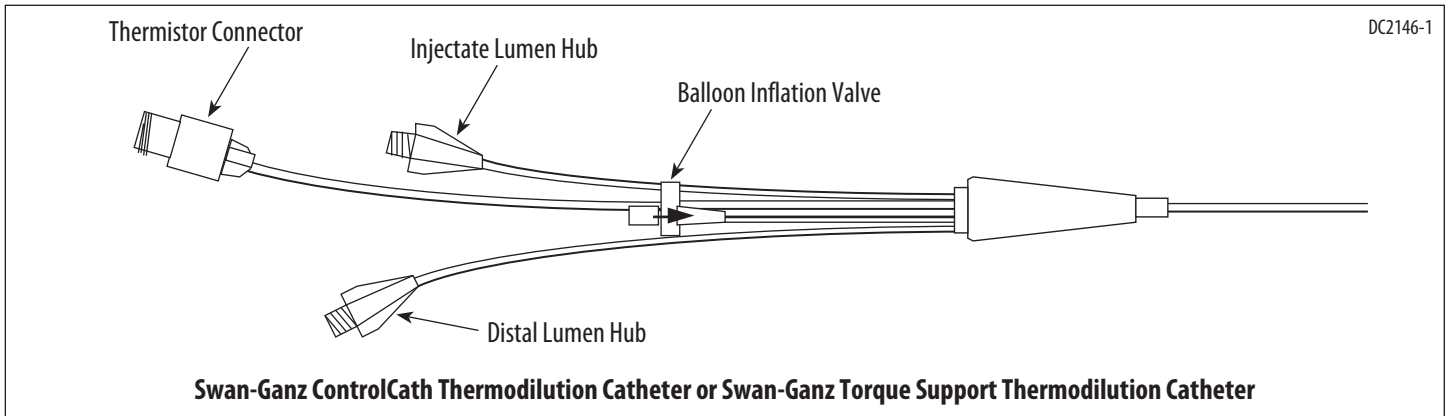 DC2146-1
Thermistor Connector
Injectate Lumen Hub
Balloon Inflation Valve
Distal Lumen Hub
Swan-Ganz ControlCath Thermodilution Catheter or Swan-Ganz Torque Support Thermodilution Catheter